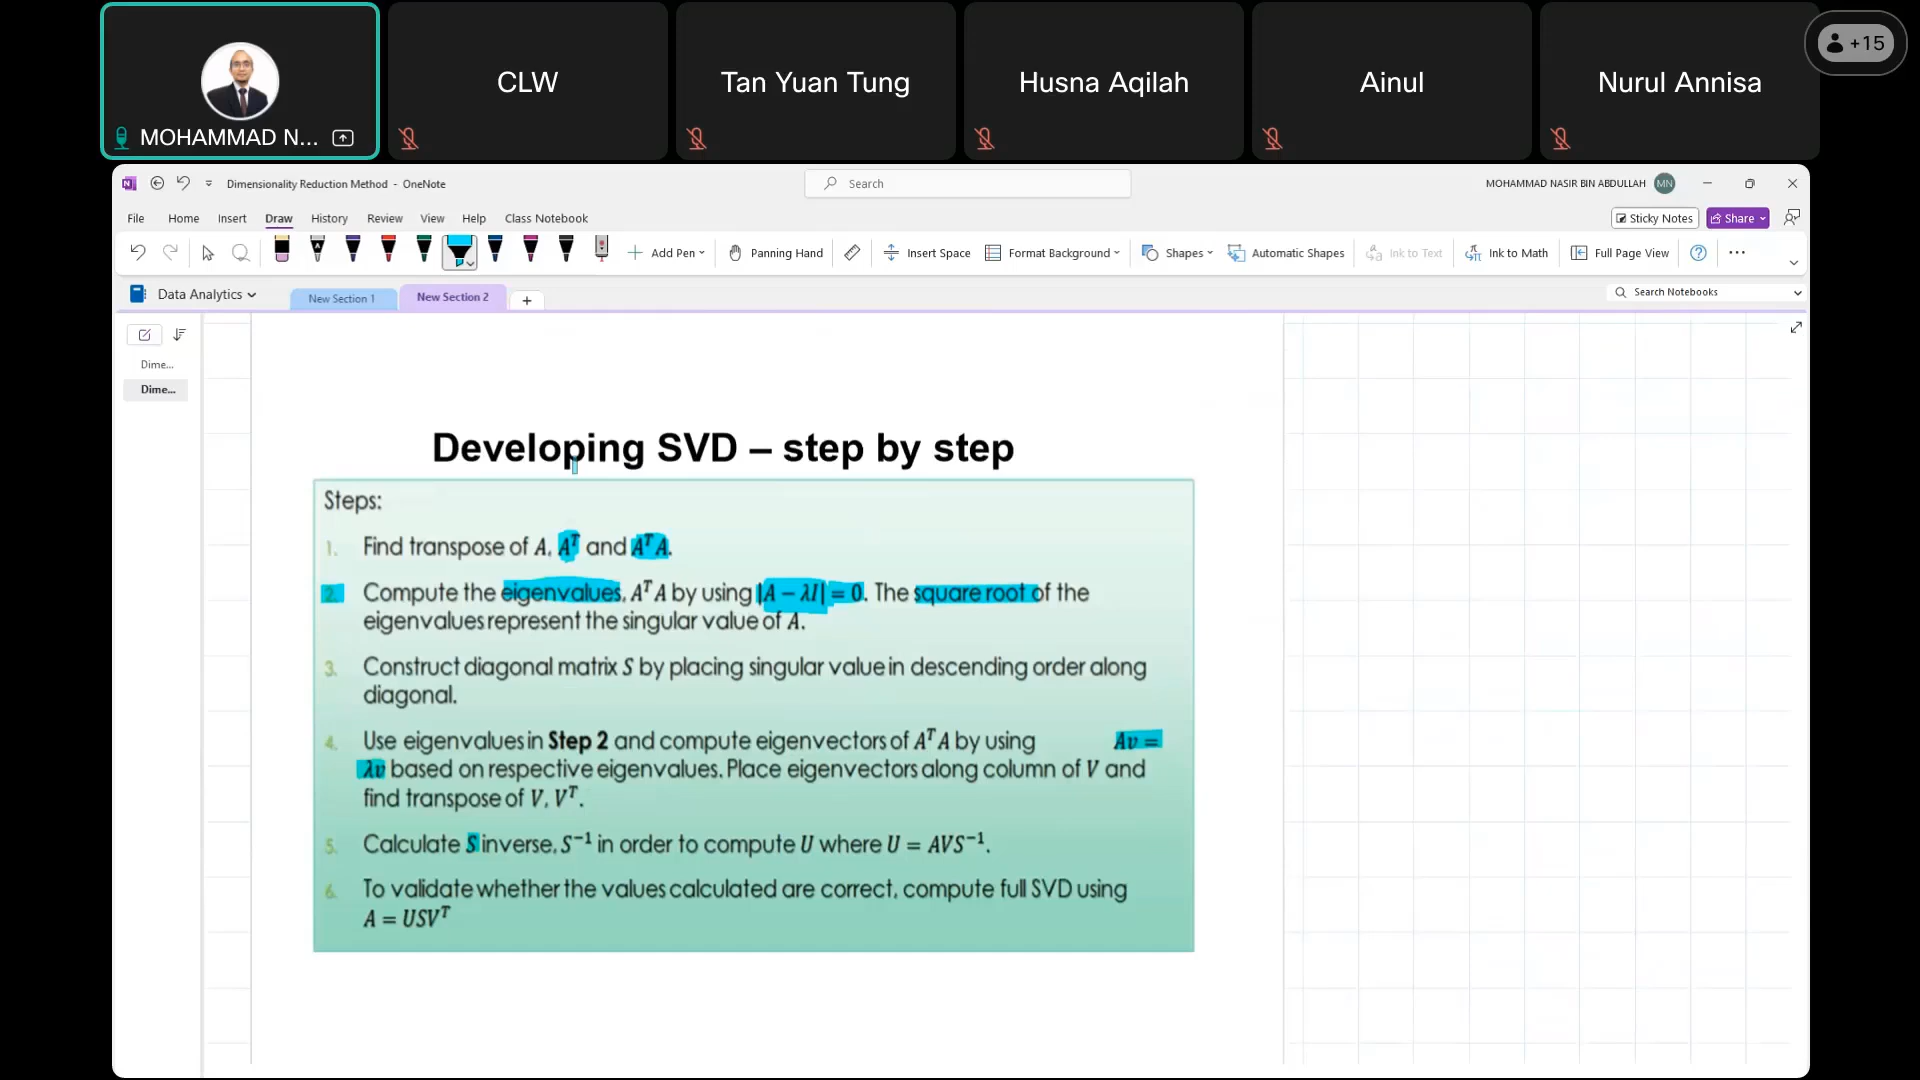 CLW
Tan Yuan Tung
Husna Aqilah
Ainul
Nurul Annisa
+15
MOHAMMAD N...
Dimensionality Reduction Method - OneNote
Search
MOHAMMAD NASIR BIN ABDULLAH
MN
File Home Insert Draw History Review View Help Class Notebook
Sticky Notes
Share
Add Pen
Panning Hand
Insert Space
Format Background
Shapes
Automatic Shapes
Ink to Text
Ink to Math
Full Page View
Data Analytics
New Section 1
New Section 2
Search Notebooks
Dime...
Dime...
Developing SVD – step by step
Steps:
1. Find transpose of A, Aᵀ and AᵀA.
2. Compute the eigenvalues, AᵀA by using |A − λI| = 0. The square root of the
eigenvalues represent the singular value of A.
3. Construct diagonal matrix S by placing singular value in descending order along
diagonal.
4. Use eigenvalues in Step 2 and compute eigenvectors of AᵀA by using Av =
λv based on respective eigenvalues. Place eigenvectors along column of V and
find transpose of V, Vᵀ.
5. Calculate S inverse, S⁻¹ in order to compute U where U = AVS⁻¹.
6. To validate whether the values calculated are correct, compute full SVD using
A = USVᵀ